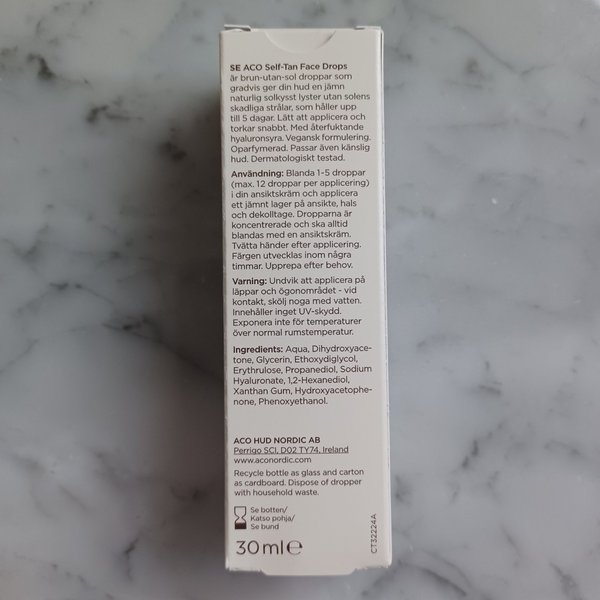 SE ACO Self-Tan Face Drops
är brun-utan-sol droppar som
gradvis ger din hud en jämn
naturlig solkysst lyster utan solens
skadliga strålar, som håller upp
till 5 dagar. Lätt att applicera och
torkar snabbt. Med återfuktande
hyaluronsyra. Vegansk formulering.
Oparfymerad. Passar även känslig
hud. Dermatologiskt testad.
Användning: Blanda 1-5 droppar
(max. 12 droppar per applicering)
i din ansiktskräm och applicera
ett jämnt lager på ansikte, hals
och dekolletage. Dropparna är
koncentrerade och ska alltid
blandas med en ansiktskräm.
Tvätta händer efter applicering.
Färgen utvecklas inom några
timmar. Upprepa efter behov.
Varning: Undvik att applicera på
läppar och ögonområdet - vid
kontakt, skölj noga med vatten.
Innehåller inget UV-skydd.
Exponera inte för temperaturer
över normal rumstemperatur.
Ingredients: Aqua, Dihydroxyace-
tone, Glycerin, Ethoxydiglycol,
Erythrulose, Propanediol, Sodium
Hyaluronate, 1,2-Hexanediol,
Xanthan Gum, Hydroxyacetophe-
none, Phenoxyethanol.
ACO HUD NORDIC AB
Perrigo SCI, D02 TY74, Ireland
www.aconordic.com
Recycle bottle as glass and carton
as cardboard. Dispose of dropper
with household waste.
Se botten/
Katso pohja/
Se bund
30 ml e
CT32224A